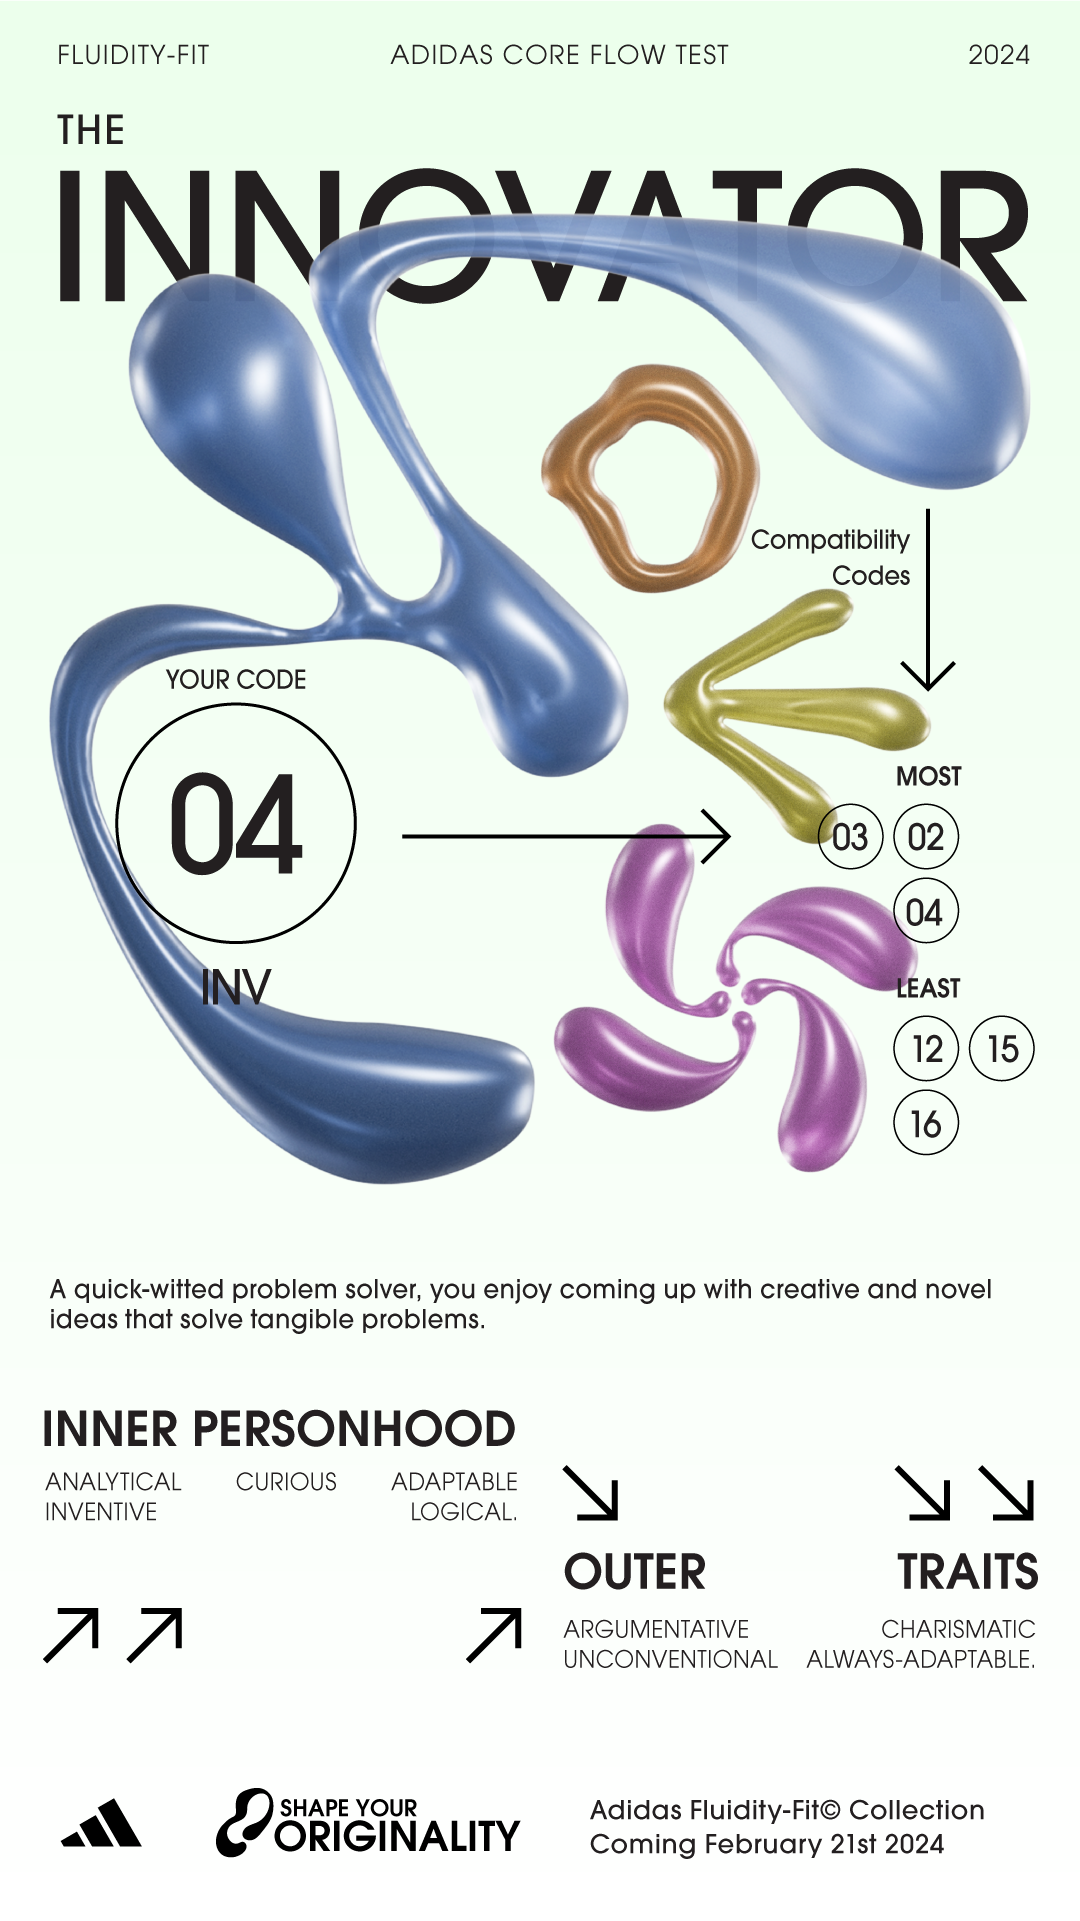 FLUIDITY-FIT ADIDAS CORE FLOW TEST 2024
THE
INNOVATOR
Compatibility
Codes
YOUR CODE
04
INV
MOST
03 02
04
LEAST
12 15
16
A quick-witted problem solver, you enjoy coming up with creative and novel
ideas that solve tangible problems.
INNER PERSONHOOD
ANALYTICAL CURIOUS ADAPTABLE
INVENTIVE LOGICAL.
OUTER TRAITS
ARGUMENTATIVE CHARISMATIC
UNCONVENTIONAL ALWAYS-ADAPTABLE.
SHAPE YOUR
ORIGINALITY
Adidas Fluidity-Fit© Collection
Coming February 21st 2024